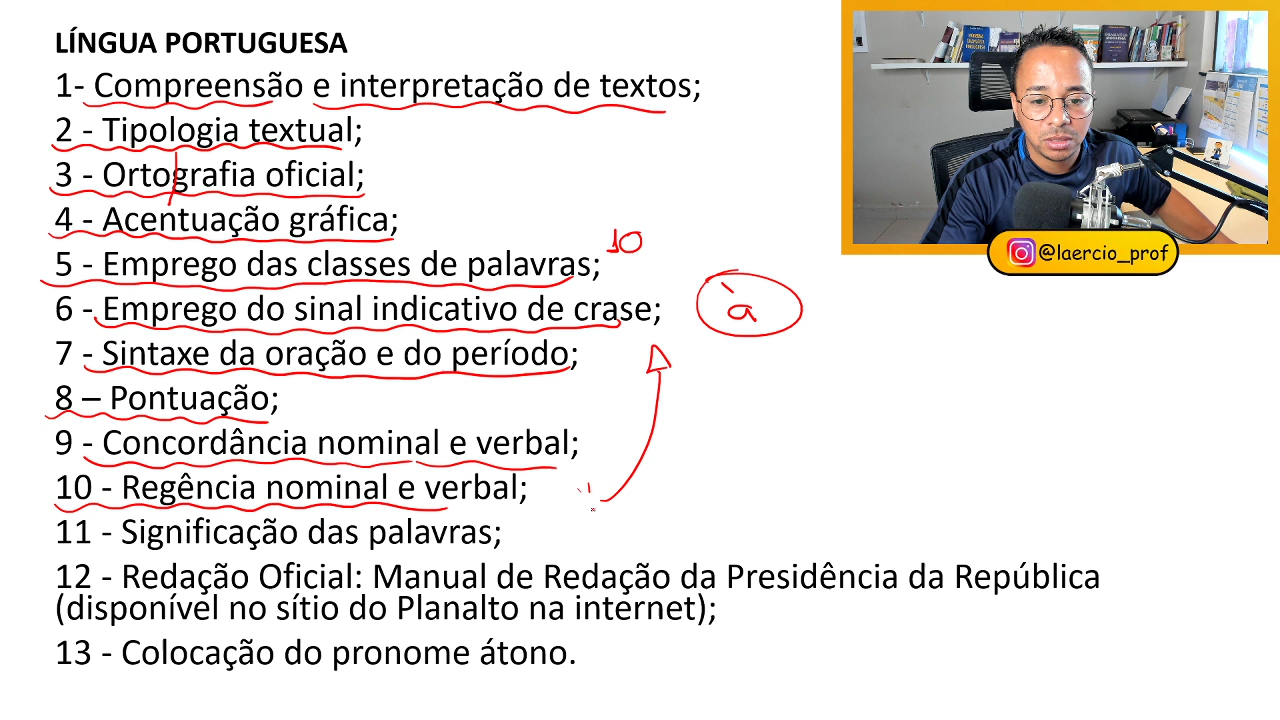 LÍNGUA PORTUGUESA
1- Compreensão e interpretação de textos;
2 - Tipologia textual;
3 - Ortografia oficial;
4 - Acentuação gráfica;
10
5 - Emprego das classes de palavras;
6 - Emprego do sinal indicativo de crase;
à
7 - Sintaxe da oração e do período;
8 – Pontuação;
9 - Concordância nominal e verbal;
10 - Regência nominal e verbal;
11 - Significação das palavras;
12 - Redação Oficial: Manual de Redação da Presidência da República
(disponível no sítio do Planalto na internet);
13 - Colocação do pronome átono.
@laercio_prof